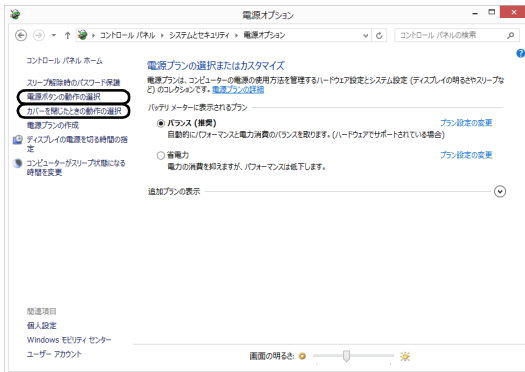 電源オプション
コントロール パネル ▸ システムとセキュリティ ▸ 電源オプション
コントロール パネルの検索
コントロール パネル ホーム
スリープ解除時のパスワード保護
電源ボタンの動作の選択
カバーを閉じたときの動作の選択
電源プランの作成
ディスプレイの電源を切る時間の指
定
コンピューターがスリープ状態になる
時間を変更
電源プランの選択またはカスタマイズ
電源プランは、コンピューターの電源の使用方法を管理するハードウェア設定とシステム設定 (ディスプレイの明るさやスリープな
ど) のコレクションです。電源プランの詳細
バッテリ メーターに表示されるプラン
バランス (推奨) プラン設定の変更
自動的にパフォーマンスと電力消費のバランスを取ります。(ハードウェアでサポートされている場合)
省電力 プラン設定の変更
電力の消費を抑えますが、パフォーマンスは低下します。
追加プランの表示
関連項目
個人設定
Windows モビリティ センター
ユーザー アカウント
画面の明るさ: